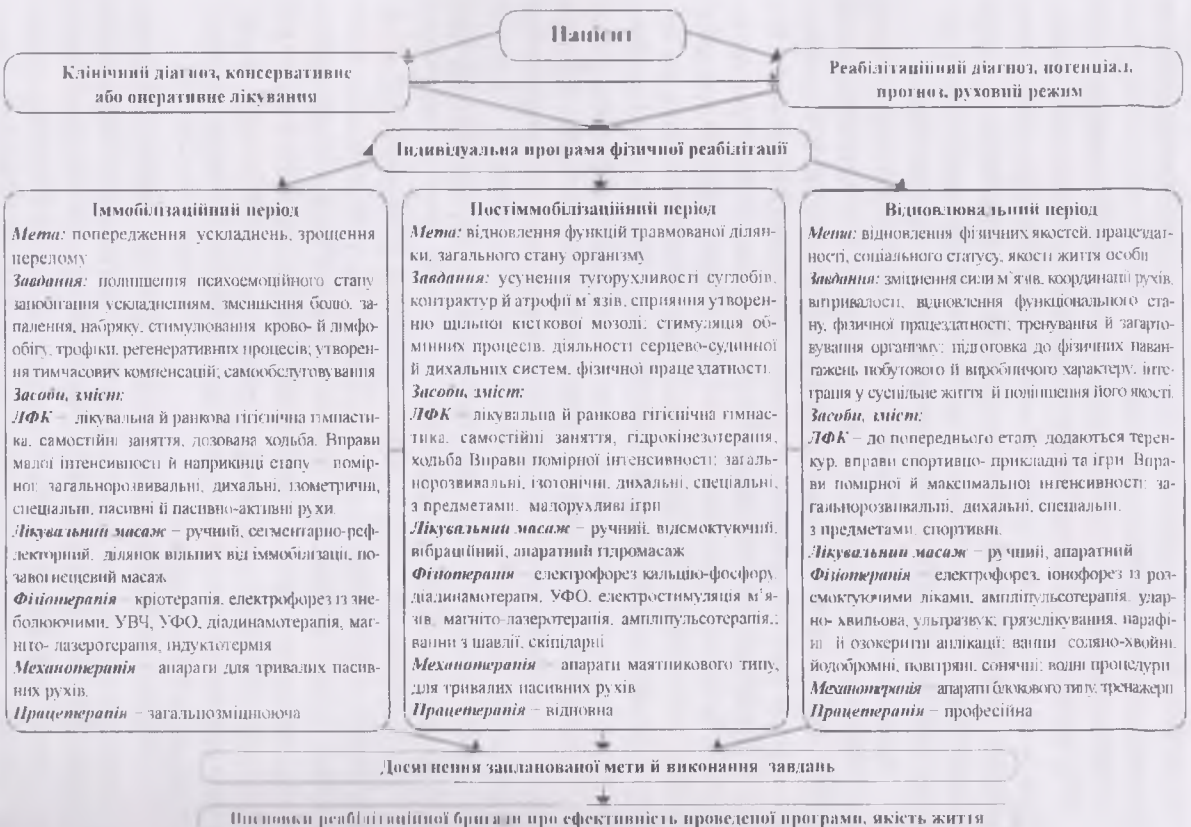 Пацієнт
Клінічний діагноз, консервативне
або оперативне лікування
Реабілітаційний діагноз, потенціал,
прогноз, руховий режим
Індивідуальна програма фізичної реабілітації
Іммобілізаційний період
Мета: попередження ускладнень, зрощення
перелому
Завдання: поліпшення психоемоційного стану
запобігання ускладненням, зменшення болю, за-
палення, набряку, стимулювання крово- й лімфо-
обігу, трофіки, регенеративних процесів; утворен-
ня тимчасових компенсацій; самообслуговування
Засоби, зміст:
ЛФК – лікувальна й ранкова гігієнічна гімнасти-
ка, самостійні заняття, дозована ходьба. Вправи
малої інтенсивності й наприкінці етапу – помір-
ної: загальнорозвивальні, дихальні, ізометричні,
спеціальні, пасивні й пасивно-активні рухи
Лікувальний масаж – ручний, сегментарно-реф-
лекторний, ділянок вільних від іммобілізації, по-
завогнещевий масаж
Фізіотерапія – кріотерапія, електрофорез із зне-
болюючими, УВЧ, УФО, діадинамотерапія, маг-
ніто- лазеротерапія, індуктотермія
Механотерапія – апарати для тривалих пасив-
них рухів.
Працетерапія – загальнозміцнююча
Постіммобілізаційний період
Мета: відновлення функцій травмованої ділян-
ки, загального стану організму
Завдання: усунення тугорухливості суглобів,
контрактур й атрофії м`язів, сприяння утворен-
ню щільної кісткової мозолі; стимуляція об-
мінних процесів, діяльності серцево-судинної
й дихальних систем, фізичної працездатності.
Засоби, зміст:
ЛФК – лікувальна й ранкова гігієнічна гімнас-
тика, самостійні заняття, гідрокінезотерапія,
ходьба Вправи помірної інтенсивності: загаль-
норозвивальні, ізотонічні, дихальні, спеціальні,
з предметами, малорухливі ігри
Лікувальний масаж – ручний, відсмоктуючий,
вібраційний, апаратний гідромасаж
Фізіотерапія – електрофорез кальцію-фосфору,
діадинамотерапія, УФО, електростимуляція м'я-
зів, магніто-лазеротерапія, ампліпульсотерапія,;
ванни з шавлії, скіпідарні
Механотерапія – апарати маятникового типу,
для тривалих пасивних рухів
Працетерапія – відновна
Відновлювальний період
Мета: відновлення фізичних якостей, працездат-
ності, соціального статусу, якості життя особи
Завдання: зміцнення сили м`язів, координації рухів,
витривалості, відновлення функціонального ста-
ну, фізичної працездатності; тренування й загарто-
вування організму; підготовка до фізичних наван-
тажень побутового й виробничого характеру, інте-
грація у суспільне життя й поліпшення його якості.
Засоби, зміст:
ЛФК – до попереднього етапу додаються терен-
кур, вправи спортивно- прикладні та ігри Впра-
ви помірної й максимальної інтенсивності: за-
гальнорозвивальні, дихальні, спеціальні,
з предметами, спортивні.
Лікувальний масаж – ручний, апаратний
Фізіотерапія – електрофорез, іонофорез із роз-
смоктуючими ліками, ампліпульсотерапія, удар-
но- хвильова, ультразвук; грязелікування, парафі-
ні й озокеритні аплікації; ванни соляно-хвойні,
йодобромні, повітряні, сонячні; водні процедури
Механотерапія – апарати блокового типу, тренажери
Працетерапія – професійна
Досягнення запланованої мети й виконання завдань
Висновки реабілітаційної бригади про ефективність проведеної програми, якість життя